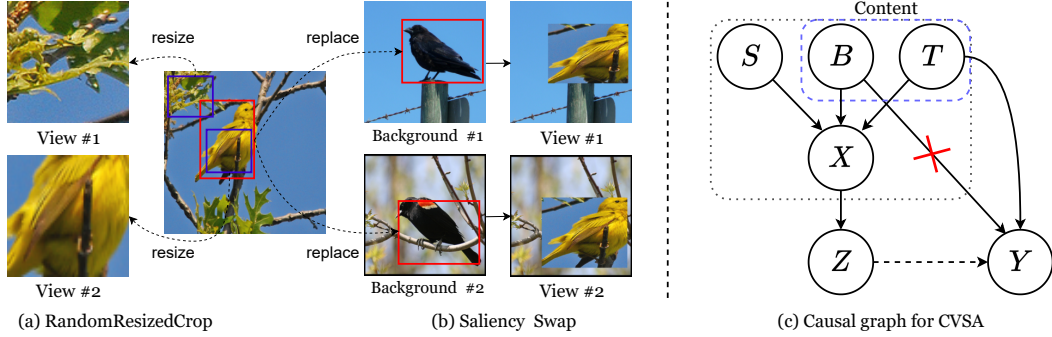 resize
View #1
resize
View #2
(a) RandomResizedCrop
replace
Background #1
View #1
replace
Background #2
View #2
(b) Saliency Swap
Content
S
B
T
X
Z
Y
(c) Causal graph for CVSA